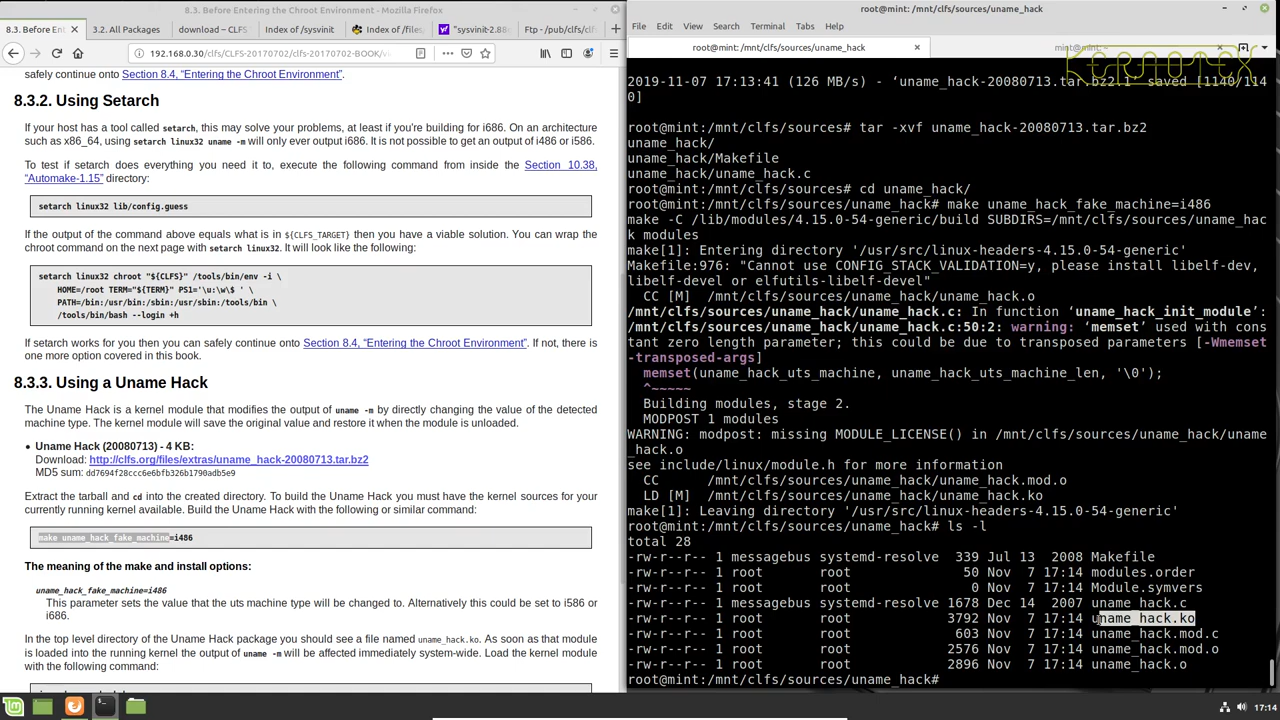 8.3. Before Entering the Chroot Environment - Mozilla Firefox
8.3. Before Ent
3.2. All Packages
download – CLFS
Index of /sysvinit
Index of /files/
"sysvinit-2.88
Ftp - /pub/clfs/
192.168.0.30/clfs/CLFS-20170702/clfs-20170702-BOOK/
safely continue onto Section 8.4, “Entering the Chroot Environment”.
8.3.2. Using Setarch
If your host has a tool called setarch, this may solve your problems, at least if you're building for i686. On an architecture
such as x86_64, using setarch linux32 uname -m will only ever output i686. It is not possible to get an output of i486 or i586.
To test if setarch does everything you need it to, execute the following command from inside the Section 10.38,
“Automake-1.15” directory:
setarch linux32 lib/config.guess
If the output of the command above equals what is in ${CLFS_TARGET} then you have a viable solution. You can wrap the
chroot command on the next page with setarch linux32. It will look like the following:
setarch linux32 chroot "${CLFS}" /tools/bin/env -i \
HOME=/root TERM="${TERM}" PS1='\u:\w\$ ' \
PATH=/bin:/usr/bin:/sbin:/usr/sbin:/tools/bin \
/tools/bin/bash --login +h
If setarch works for you then you can safely continue onto Section 8.4, “Entering the Chroot Environment”. If not, there is
one more option covered in this book.
8.3.3. Using a Uname Hack
The Uname Hack is a kernel module that modifies the output of uname -m by directly changing the value of the detected
machine type. The kernel module will save the original value and restore it when the module is unloaded.
• Uname Hack (20080713) - 4 KB:
Download: http://clfs.org/files/extras/uname_hack-20080713.tar.bz2
MD5 sum: dd7694f28ccc6e6bfb326b1790adb5e9
Extract the tarball and cd into the created directory. To build the Uname Hack you must have the kernel sources for your
currently running kernel available. Build the Uname Hack with the following or similar command:
make uname_hack_fake_machine=i486
The meaning of the make and install options:
uname_hack_fake_machine=i486
This parameter sets the value that the uts machine type will be changed to. Alternatively this could be set to i586 or
i686.
In the top level directory of the Uname Hack package you should see a file named uname_hack.ko. As soon as that module
is loaded into the running kernel the output of uname -m will be affected immediately system-wide. Load the kernel module
with the following command:
root@mint: /mnt/clfs/sources/uname_hack
File Edit View Search Terminal Tabs Help
root@mint: /mnt/clfs/sources/uname_hack
root@mint: ~
2019-11-07 17:13:41 (126 MB/s) - ‘uname_hack-20080713.tar.bz2.1’ saved [1140/114
0]
root@mint:/mnt/clfs/sources# tar -xvf uname_hack-20080713.tar.bz2
uname_hack/
uname_hack/Makefile
uname_hack/uname_hack.c
root@mint:/mnt/clfs/sources# cd uname_hack/
root@mint:/mnt/clfs/sources/uname_hack# make uname_hack_fake_machine=i486
make -C /lib/modules/4.15.0-54-generic/build SUBDIRS=/mnt/clfs/sources/uname_hac
k modules
make[1]: Entering directory '/usr/src/linux-headers-4.15.0-54-generic'
Makefile:976: "Cannot use CONFIG_STACK_VALIDATION=y, please install libelf-dev,
libelf-devel or elfutils-libelf-devel"
CC [M]  /mnt/clfs/sources/uname_hack/uname_hack.o
/mnt/clfs/sources/uname_hack/uname_hack.c: In function ‘uname_hack_init_module’:
/mnt/clfs/sources/uname_hack/uname_hack.c:50:2: warning: ‘memset’ used with cons
tant zero length parameter; this could be due to transposed parameters [-Wmemset
-transposed-args]
memset(uname_hack_uts_machine, uname_hack_uts_machine_len, '\0');
^~~~~~
Building modules, stage 2.
MODPOST 1 modules
WARNING: modpost: missing MODULE_LICENSE() in /mnt/clfs/sources/uname_hack/uname
_hack.o
see include/linux/module.h for more information
CC      /mnt/clfs/sources/uname_hack/uname_hack.mod.o
LD [M]  /mnt/clfs/sources/uname_hack/uname_hack.ko
make[1]: Leaving directory '/usr/src/linux-headers-4.15.0-54-generic'
root@mint:/mnt/clfs/sources/uname_hack# ls -l
total 28
-rw-r--r-- 1 messagebus systemd-resolve  339 Jul 13  2008 Makefile
-rw-r--r-- 1 root       root              50 Nov  7 17:14 modules.order
-rw-r--r-- 1 root       root               0 Nov  7 17:14 Module.symvers
-rw-r--r-- 1 messagebus systemd-resolve 1678 Dec 14  2007 uname_hack.c
-rw-r--r-- 1 root       root            3792 Nov  7 17:14 uname_hack.ko
-rw-r--r-- 1 root       root             603 Nov  7 17:14 uname_hack.mod.c
-rw-r--r-- 1 root       root            2576 Nov  7 17:14 uname_hack.mod.o
-rw-r--r-- 1 root       root            2896 Nov  7 17:14 uname_hack.o
root@mint:/mnt/clfs/sources/uname_hack#
17:14